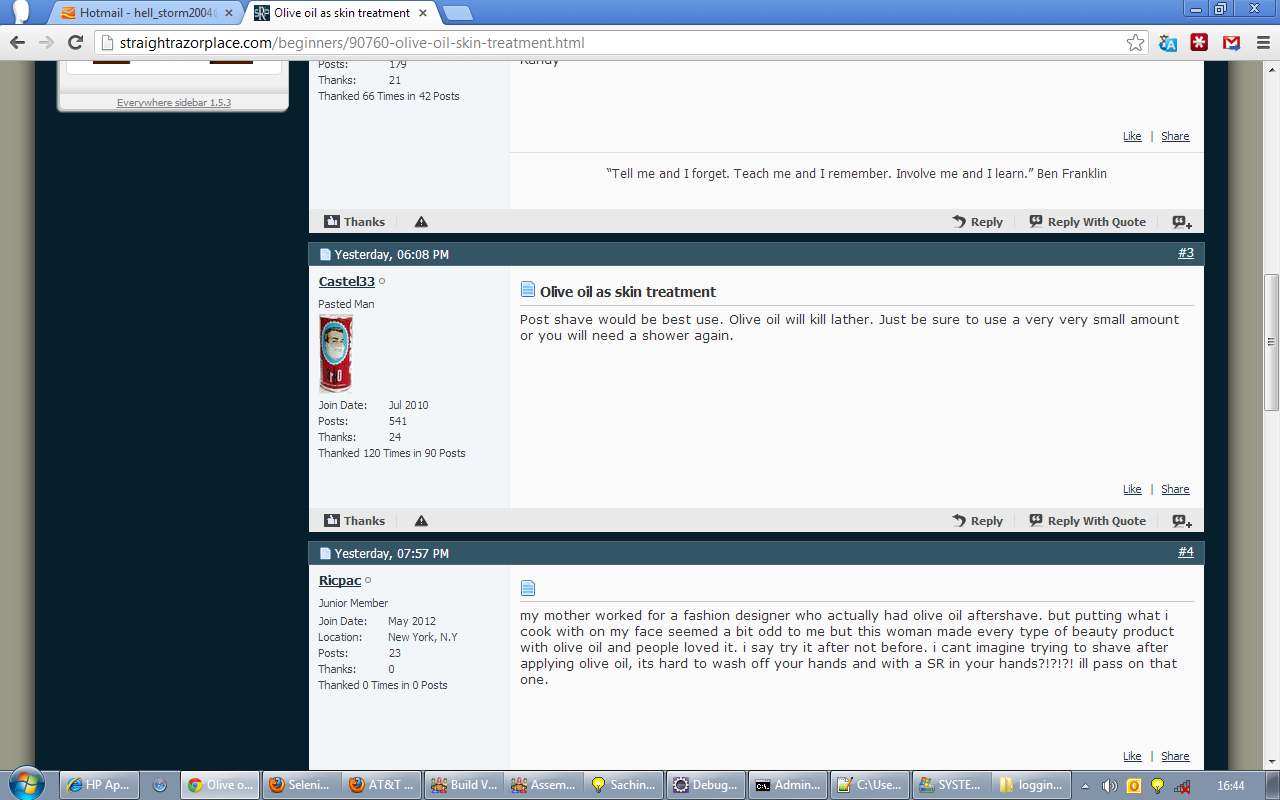 Hotmail - hell_storm2004
Olive oil as skin treatment
straightrazorplace.com/beginners/90760-olive-oil-skin-treatment.html
Everywhere sidebar 1.5.3
Posts: 179
Thanks: 21
Thanked 66 Times in 42 Posts
Randy
Like | Share
“Tell me and I forget. Teach me and I remember. Involve me and I learn.” Ben Franklin
Thanks
Reply Reply With Quote
Yesterday, 06:08 PM #3
Castel33
Pasted Man
Join Date: Jul 2010
Posts: 541
Thanks: 24
Thanked 120 Times in 90 Posts
Olive oil as skin treatment
Post shave would be best use. Olive oil will kill lather. Just be sure to use a very very small amount
or you will need a shower again.
Like | Share
Thanks
Reply Reply With Quote
Yesterday, 07:57 PM #4
Ricpac
Junior Member
Join Date: May 2012
Location: New York, N.Y
Posts: 23
Thanks: 0
Thanked 0 Times in 0 Posts
my mother worked for a fashion designer who actually had olive oil aftershave. but putting what i
cook with on my face seemed a bit odd to me but this woman made every type of beauty product
with olive oil and people loved it. i say try it after not before. i cant imagine trying to shave after
applying olive oil, its hard to wash off your hands and with a SR in your hands?!?!?! ill pass on that
one.
Like | Share
HP Ap... Olive o... Seleni... AT&T ... Build V... Assem... Sachin... Debug... Admin... C:\Use... SYSTE... loggin... 16:44